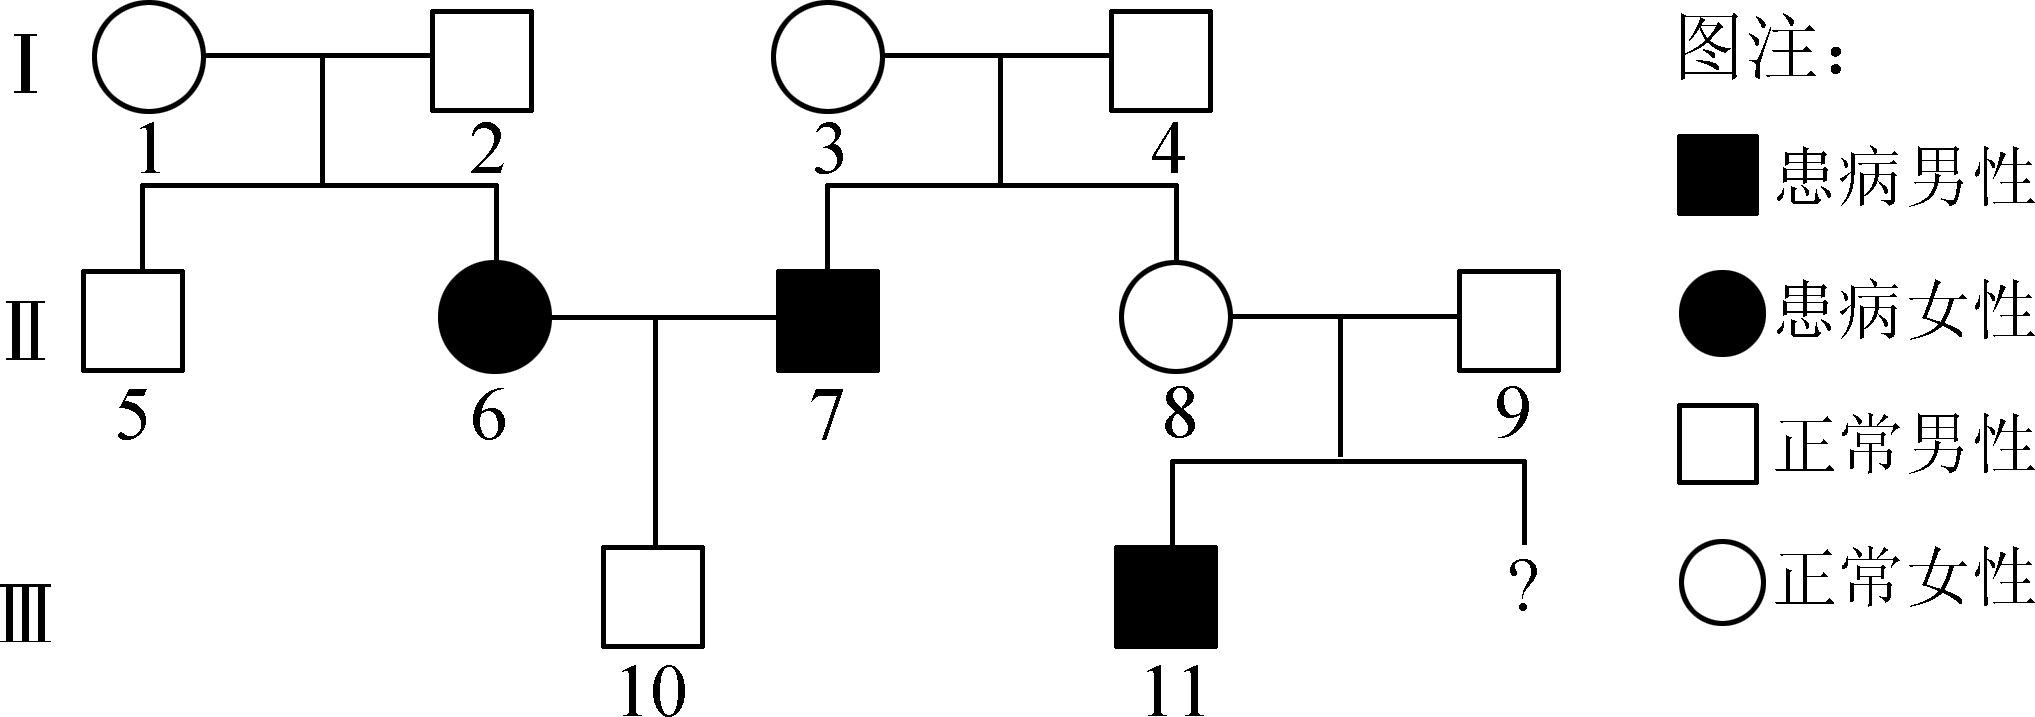 Ⅰ 1 2 3 4 图注：
患病男性
Ⅱ 5 6 7 8 9 患病女性
正常男性
Ⅲ 10 11 ? 正常女性